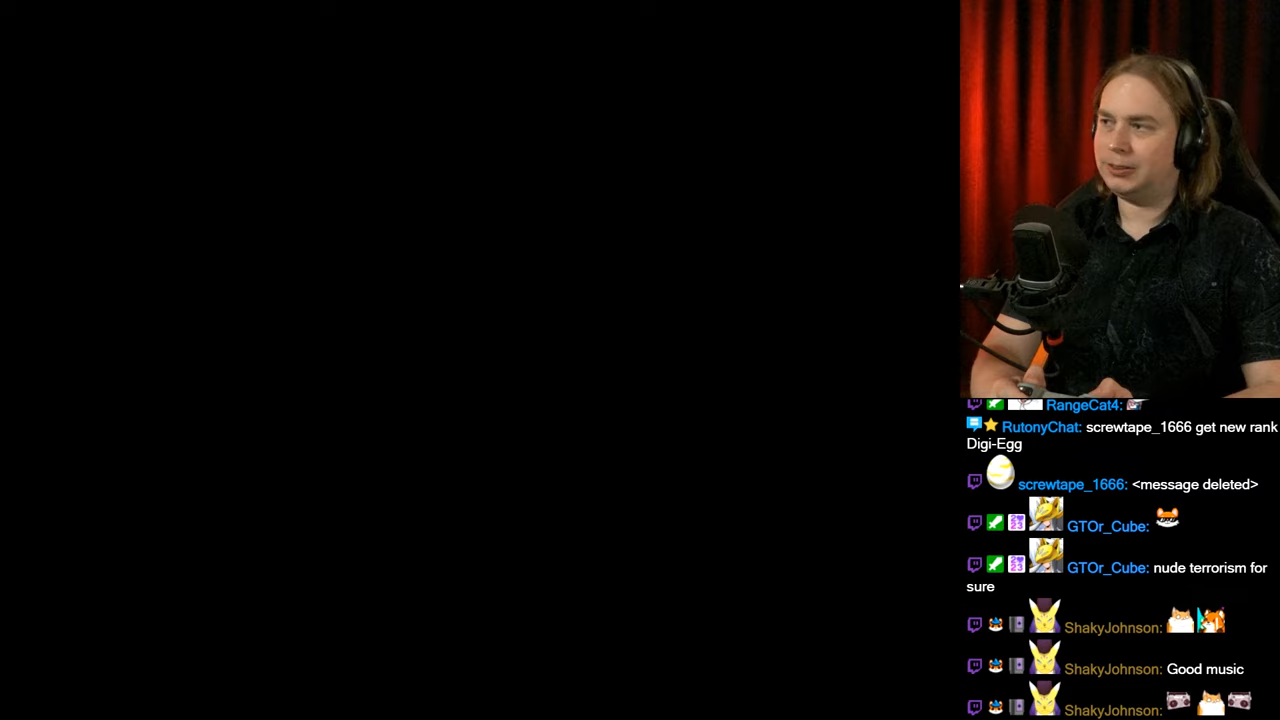 RangeCat4:
RutonyChat: screwtape_1666 get new rank
Digi-Egg
screwtape_1666: <message deleted>
GTOr_Cube:
GTOr_Cube: nude terrorism for
sure
ShakyJohnson:
ShakyJohnson: Good music
ShakyJohnson: